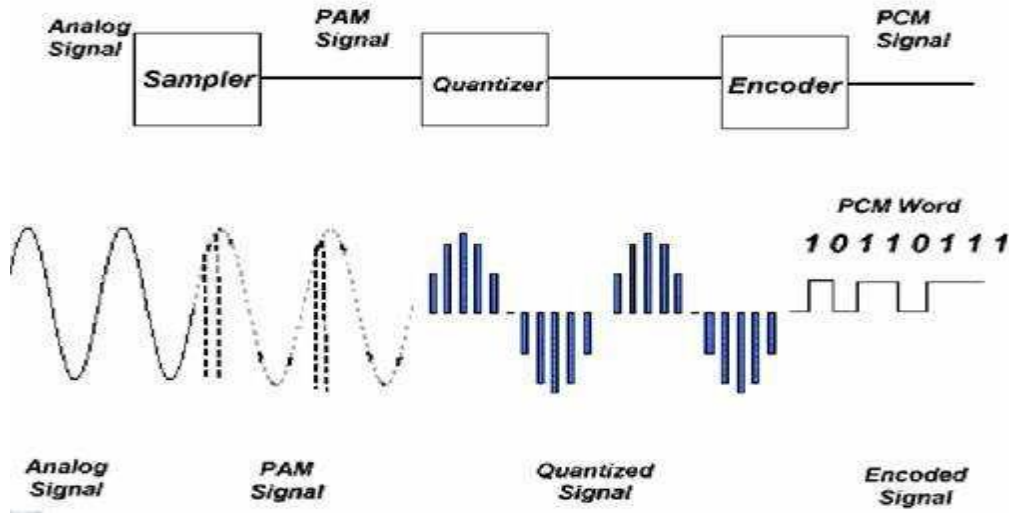 Analog
Signal
PAM
Signal
PCM
Signal
Sampler
Quantizer
Encoder
PCM Word
1 0 1 1 0 1 1 1
Analog
Signal
PAM
Signal
Quantized
Signal
Encoded
Signal